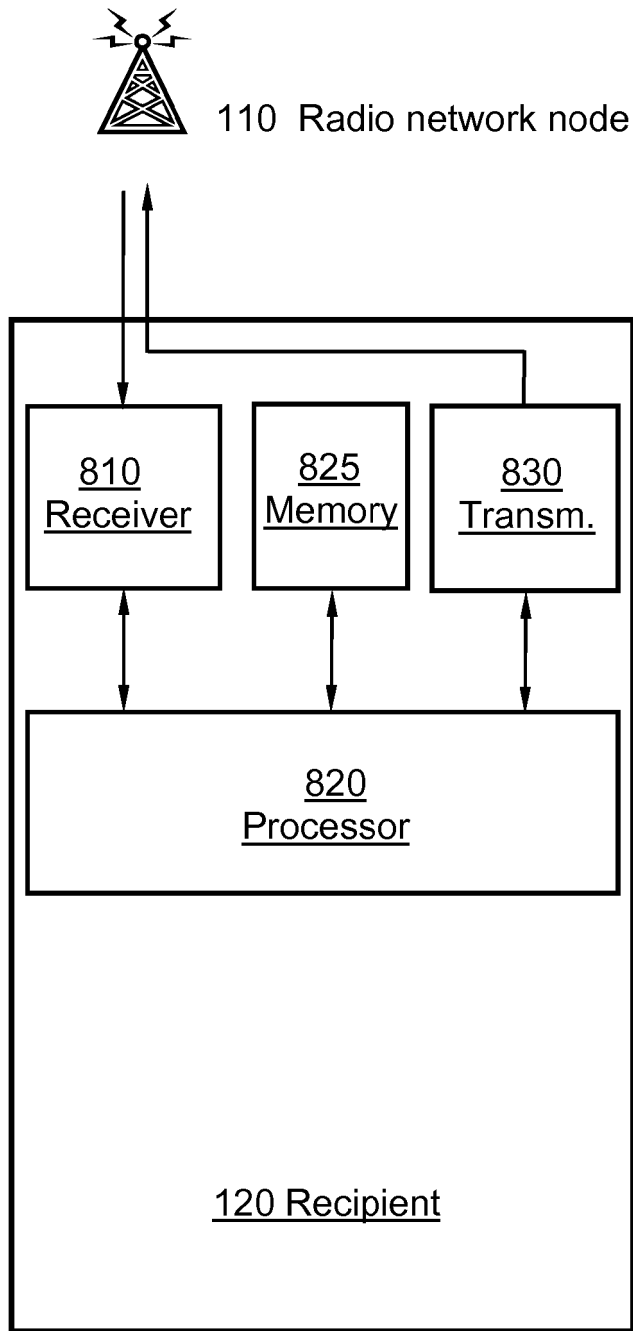 110 Radio network node
810
Receiver
825
Memory
830
Transm.
820
Processor
120 Recipient